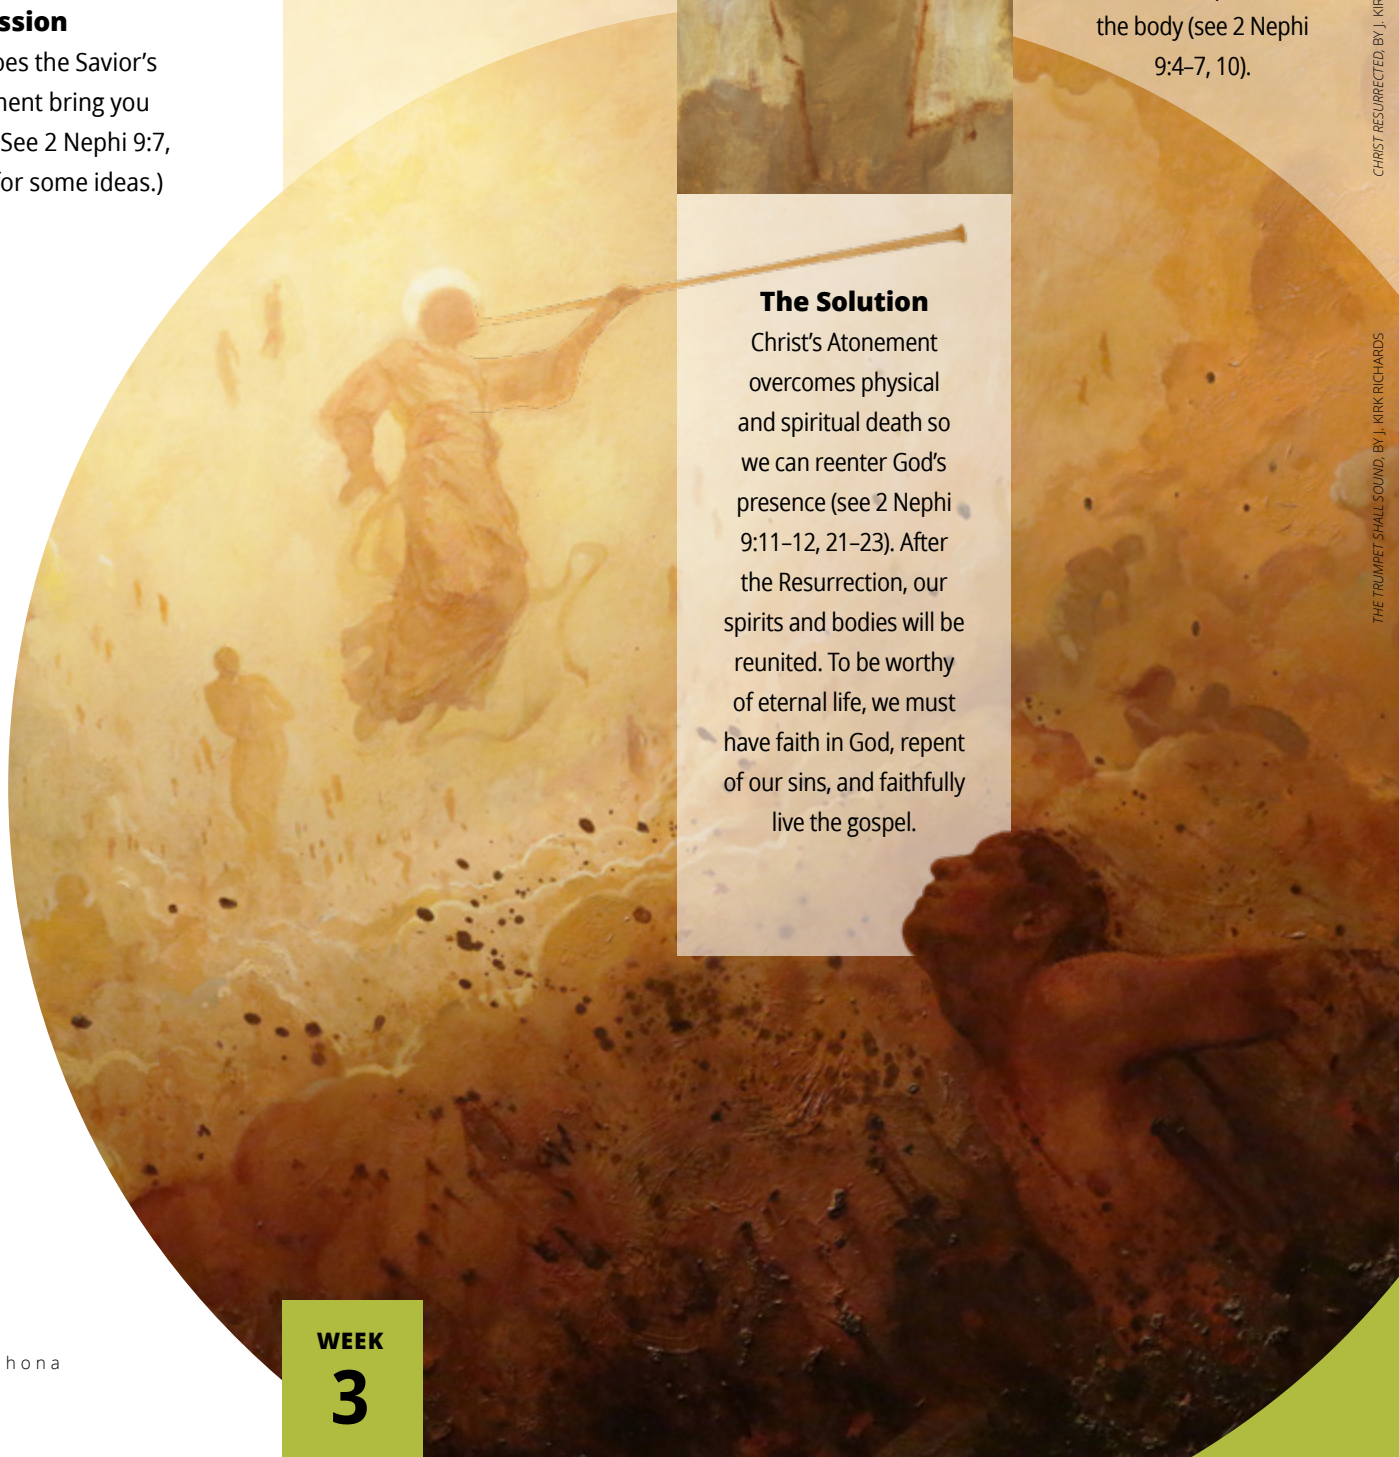 ssion
oes the Savior's
ment bring you
See 2 Nephi 9:7,
for some ideas.)
The Solution
Christ's Atonement
overcomes physical
and spiritual death so
we can reenter God's
presence (see 2 Nephi
9:11–12, 21–23). After
the Resurrection, our
spirits and bodies will be
reunited. To be worthy
of eternal life, we must
have faith in God, repent
of our sins, and faithfully
live the gospel.
the body (see 2 Nephi
9:4–7, 10).
CHRIST RESURRECTED, BY J. KIR
THE TRUMPET SHALL SOUND, BY J. KIRK RICHARDS
hona
WEEK
3